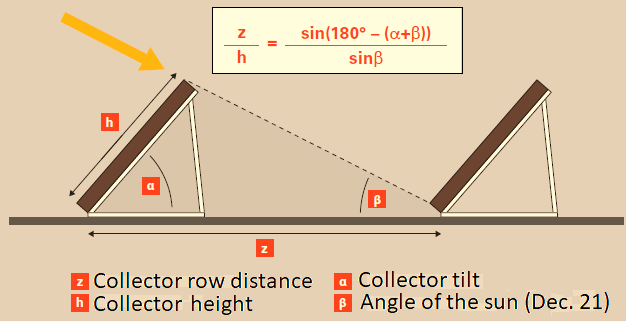 z/h = sin(180° – (α+β))/sinβ
h
α
β
z
z Collector row distance
α Collector tilt
h Collector height
β Angle of the sun (Dec. 21)